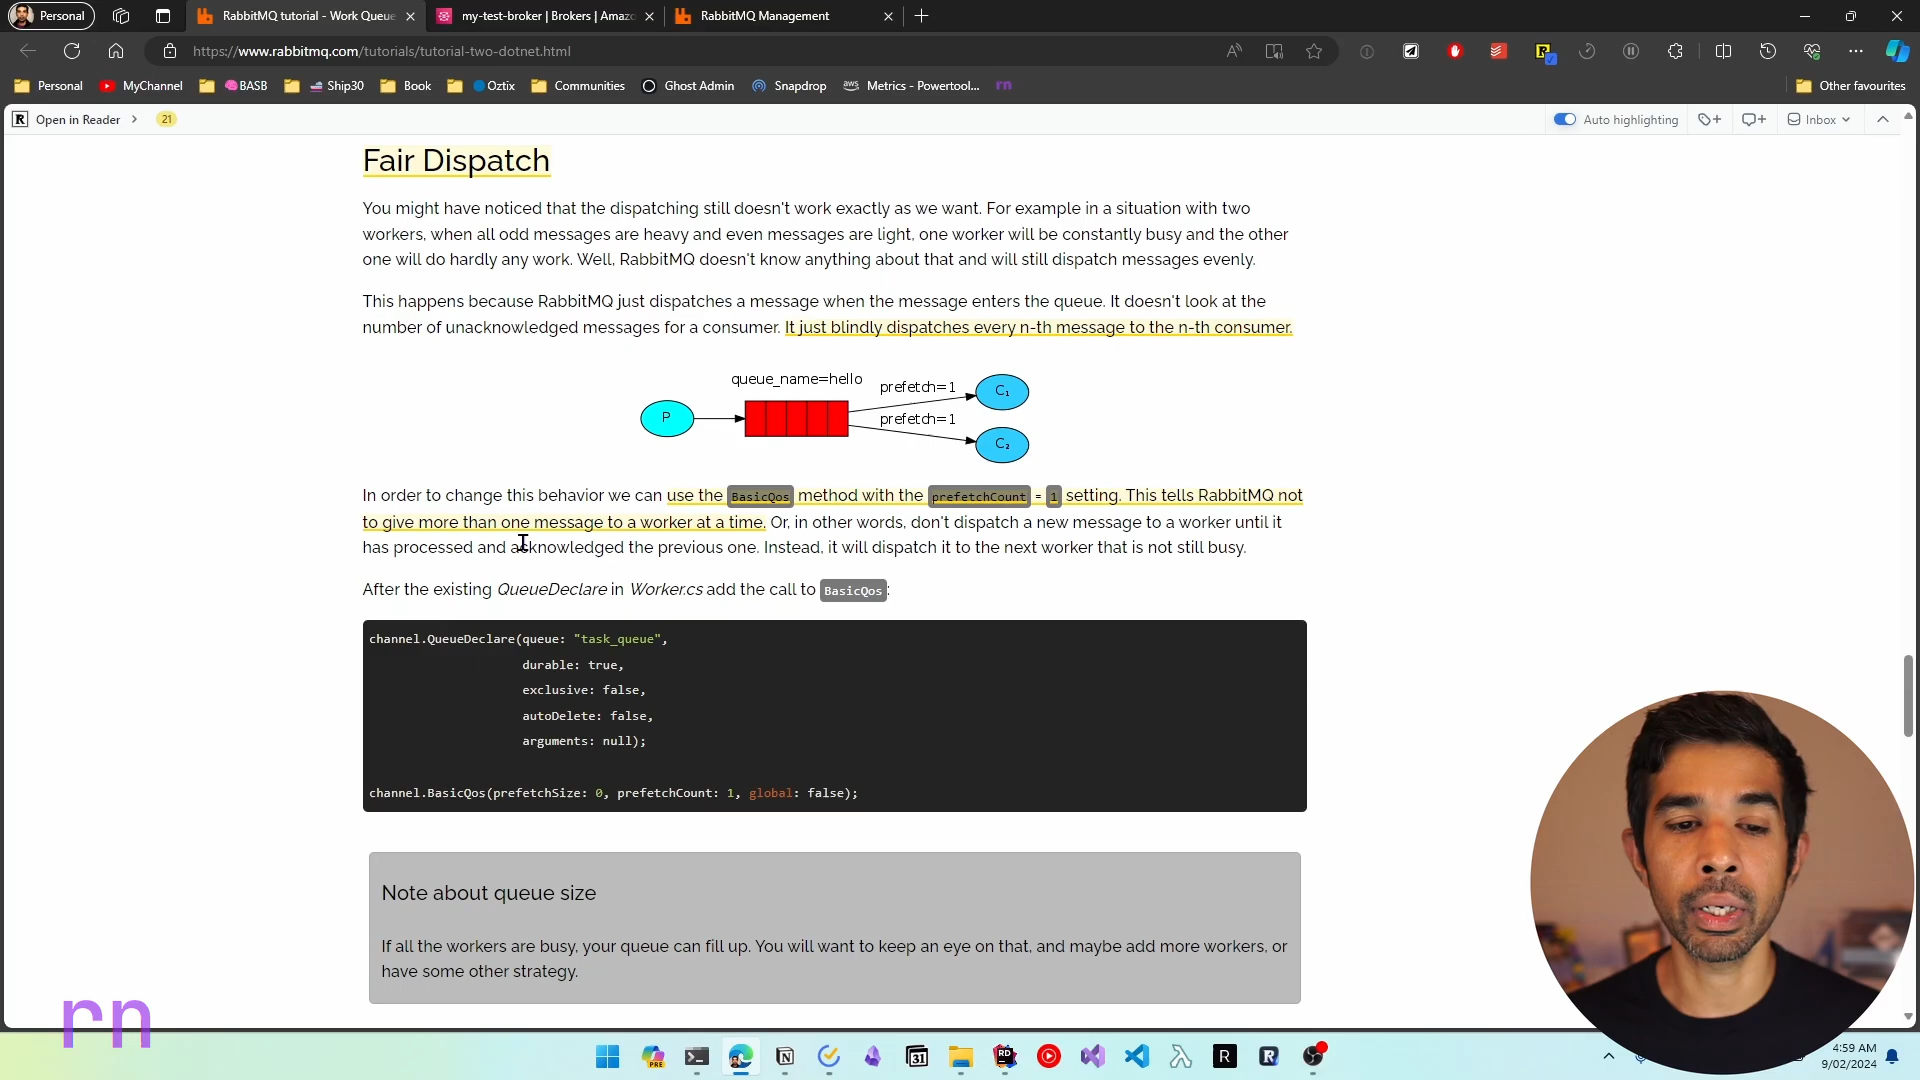 Personal
RabbitMQ tutorial - Work Queue
my-test-broker | Brokers | Amazo
RabbitMQ Management
https://www.rabbitmq.com/tutorials/tutorial-two-dotnet.html
Personal
MyChannel
BASB
Ship30
Book
Oztix
Communities
Ghost Admin
Snapdrop
aws
Metrics - Powertool...
rn
Other favourites
R
Open in Reader
21
Auto highlighting
Inbox
Fair Dispatch
You might have noticed that the dispatching still doesn't work exactly as we want. For example in a situation with two
workers, when all odd messages are heavy and even messages are light, one worker will be constantly busy and the other
one will do hardly any work. Well, RabbitMQ doesn't know anything about that and will still dispatch messages evenly.
This happens because RabbitMQ just dispatches a message when the message enters the queue. It doesn't look at the
number of unacknowledged messages for a consumer. It just blindly dispatches every n-th message to the n-th consumer.
queue_name=hello
prefetch=1
C₁
P
prefetch=1
C₂
In order to change this behavior we can use the BasicQos method with the prefetchCount = 1 setting. This tells RabbitMQ not
to give more than one message to a worker at a time. Or, in other words, don't dispatch a new message to a worker until it
has processed and acknowledged the previous one. Instead, it will dispatch it to the next worker that is not still busy.
After the existing QueueDeclare in Worker.cs add the call to BasicQos:
channel.QueueDeclare(queue: "task_queue",
durable: true,
exclusive: false,
autoDelete: false,
arguments: null);
channel.BasicQos(prefetchSize: 0, prefetchCount: 1, global: false);
Note about queue size
If all the workers are busy, your queue can fill up. You will want to keep an eye on that, and maybe add more workers, or
have some other strategy.
rn
PRE
31
RD
R
R
4:59 AM
9/02/2024